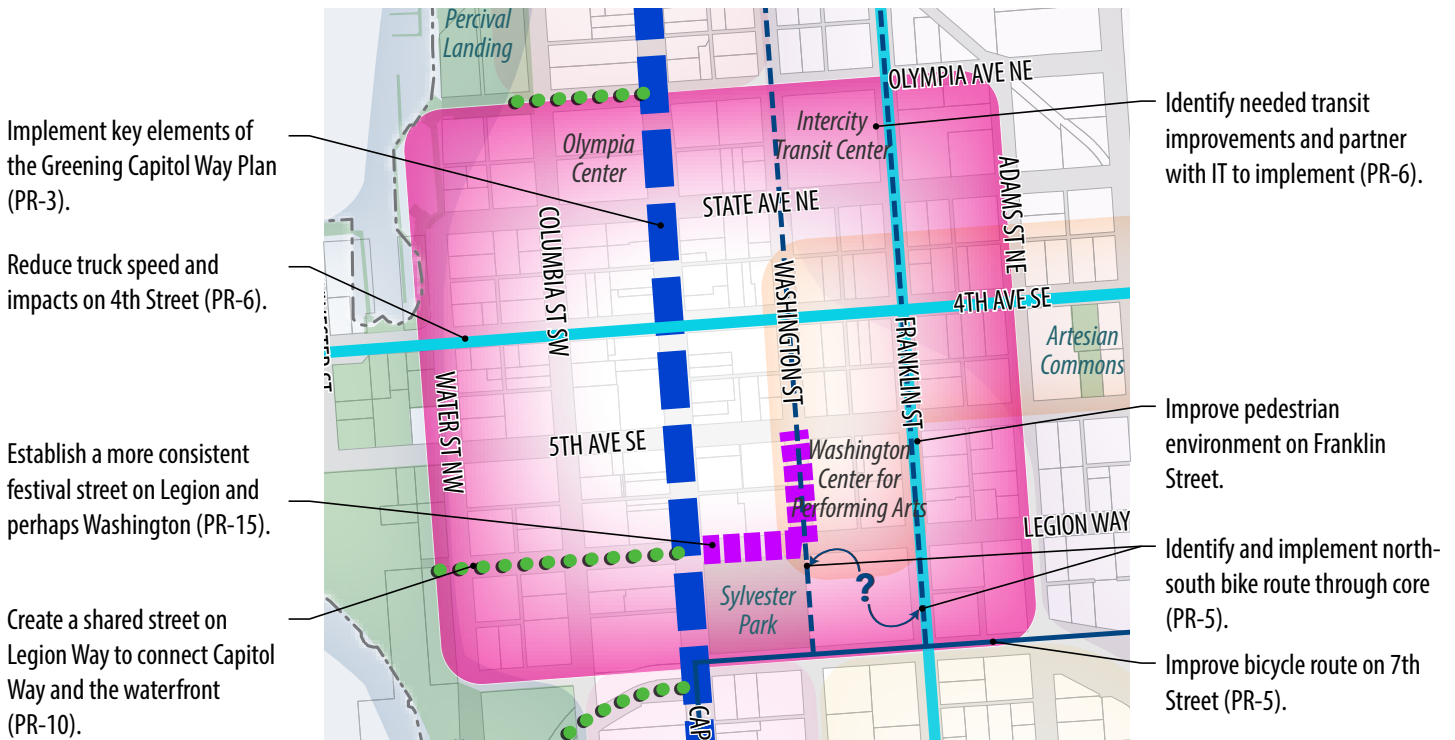 Implement key elements of
the Greening Capitol Way Plan
(PR-3).
Reduce truck speed and
impacts on 4th Street (PR-6).
Establish a more consistent
festival street on Legion and
perhaps Washington (PR-15).
Create a shared street on
Legion Way to connect Capitol
Way and the waterfront
(PR-10).
Percival
Landing
OLYMPIA AVE NE
Olympia
Center
Intercity
Transit Center
STATE AVE NE
COLUMBIA ST SW
WASHINGTON ST
ADAMS ST NE
4TH AVE SE
FRANKLIN ST
Artesian
Commons
WATER ST NW
5TH AVE SE
Washington
Center for
Performing Arts
LEGION WAY
Sylvester
Park
?
CAP
Identify needed transit
improvements and partner
with IT to implement (PR-6).
Improve pedestrian
environment on Franklin
Street.
Identify and implement north-
south bike route through core
(PR-5).
Improve bicycle route on 7th
Street (PR-5).